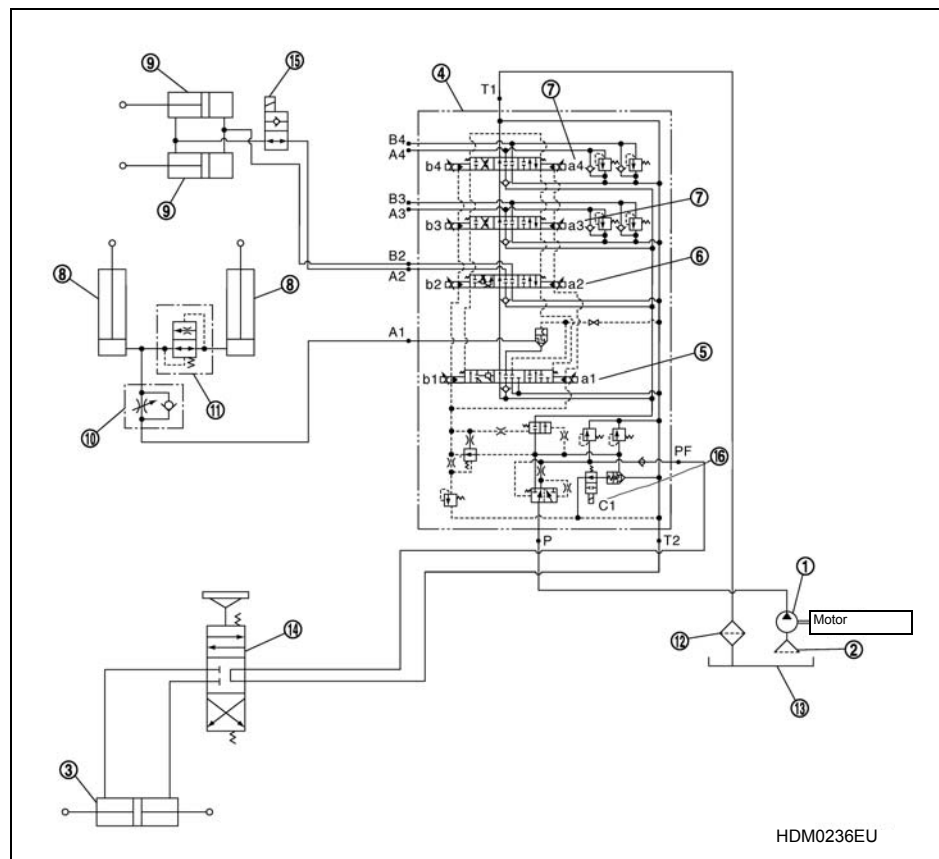 ⑨
⑮
④
T1
⑦
B4
A4
b4
a4
⑨
B3
A3
⑦
b3
a3
B2
A2
⑥
b2
a2
⑧
⑧
A1
⑤
b1
a1
⑪
⑩
PF
⑯
C1
P
T2
①
Motor
⑭
⑫
②
⑬
③
HDM0236EU